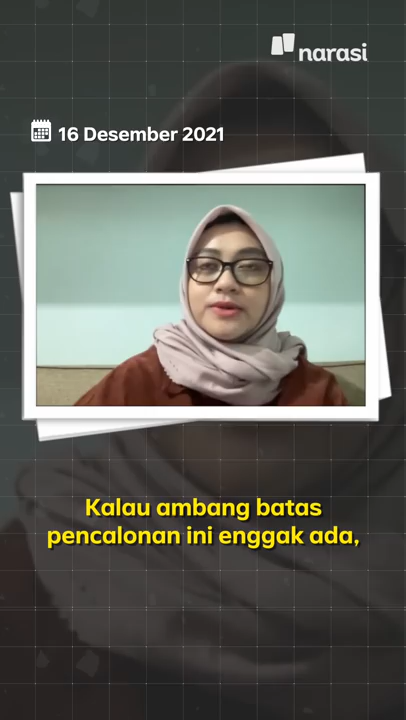 narasi
16 Desember 2021
Kalau ambang batas
pencalonan ini enggak ada,